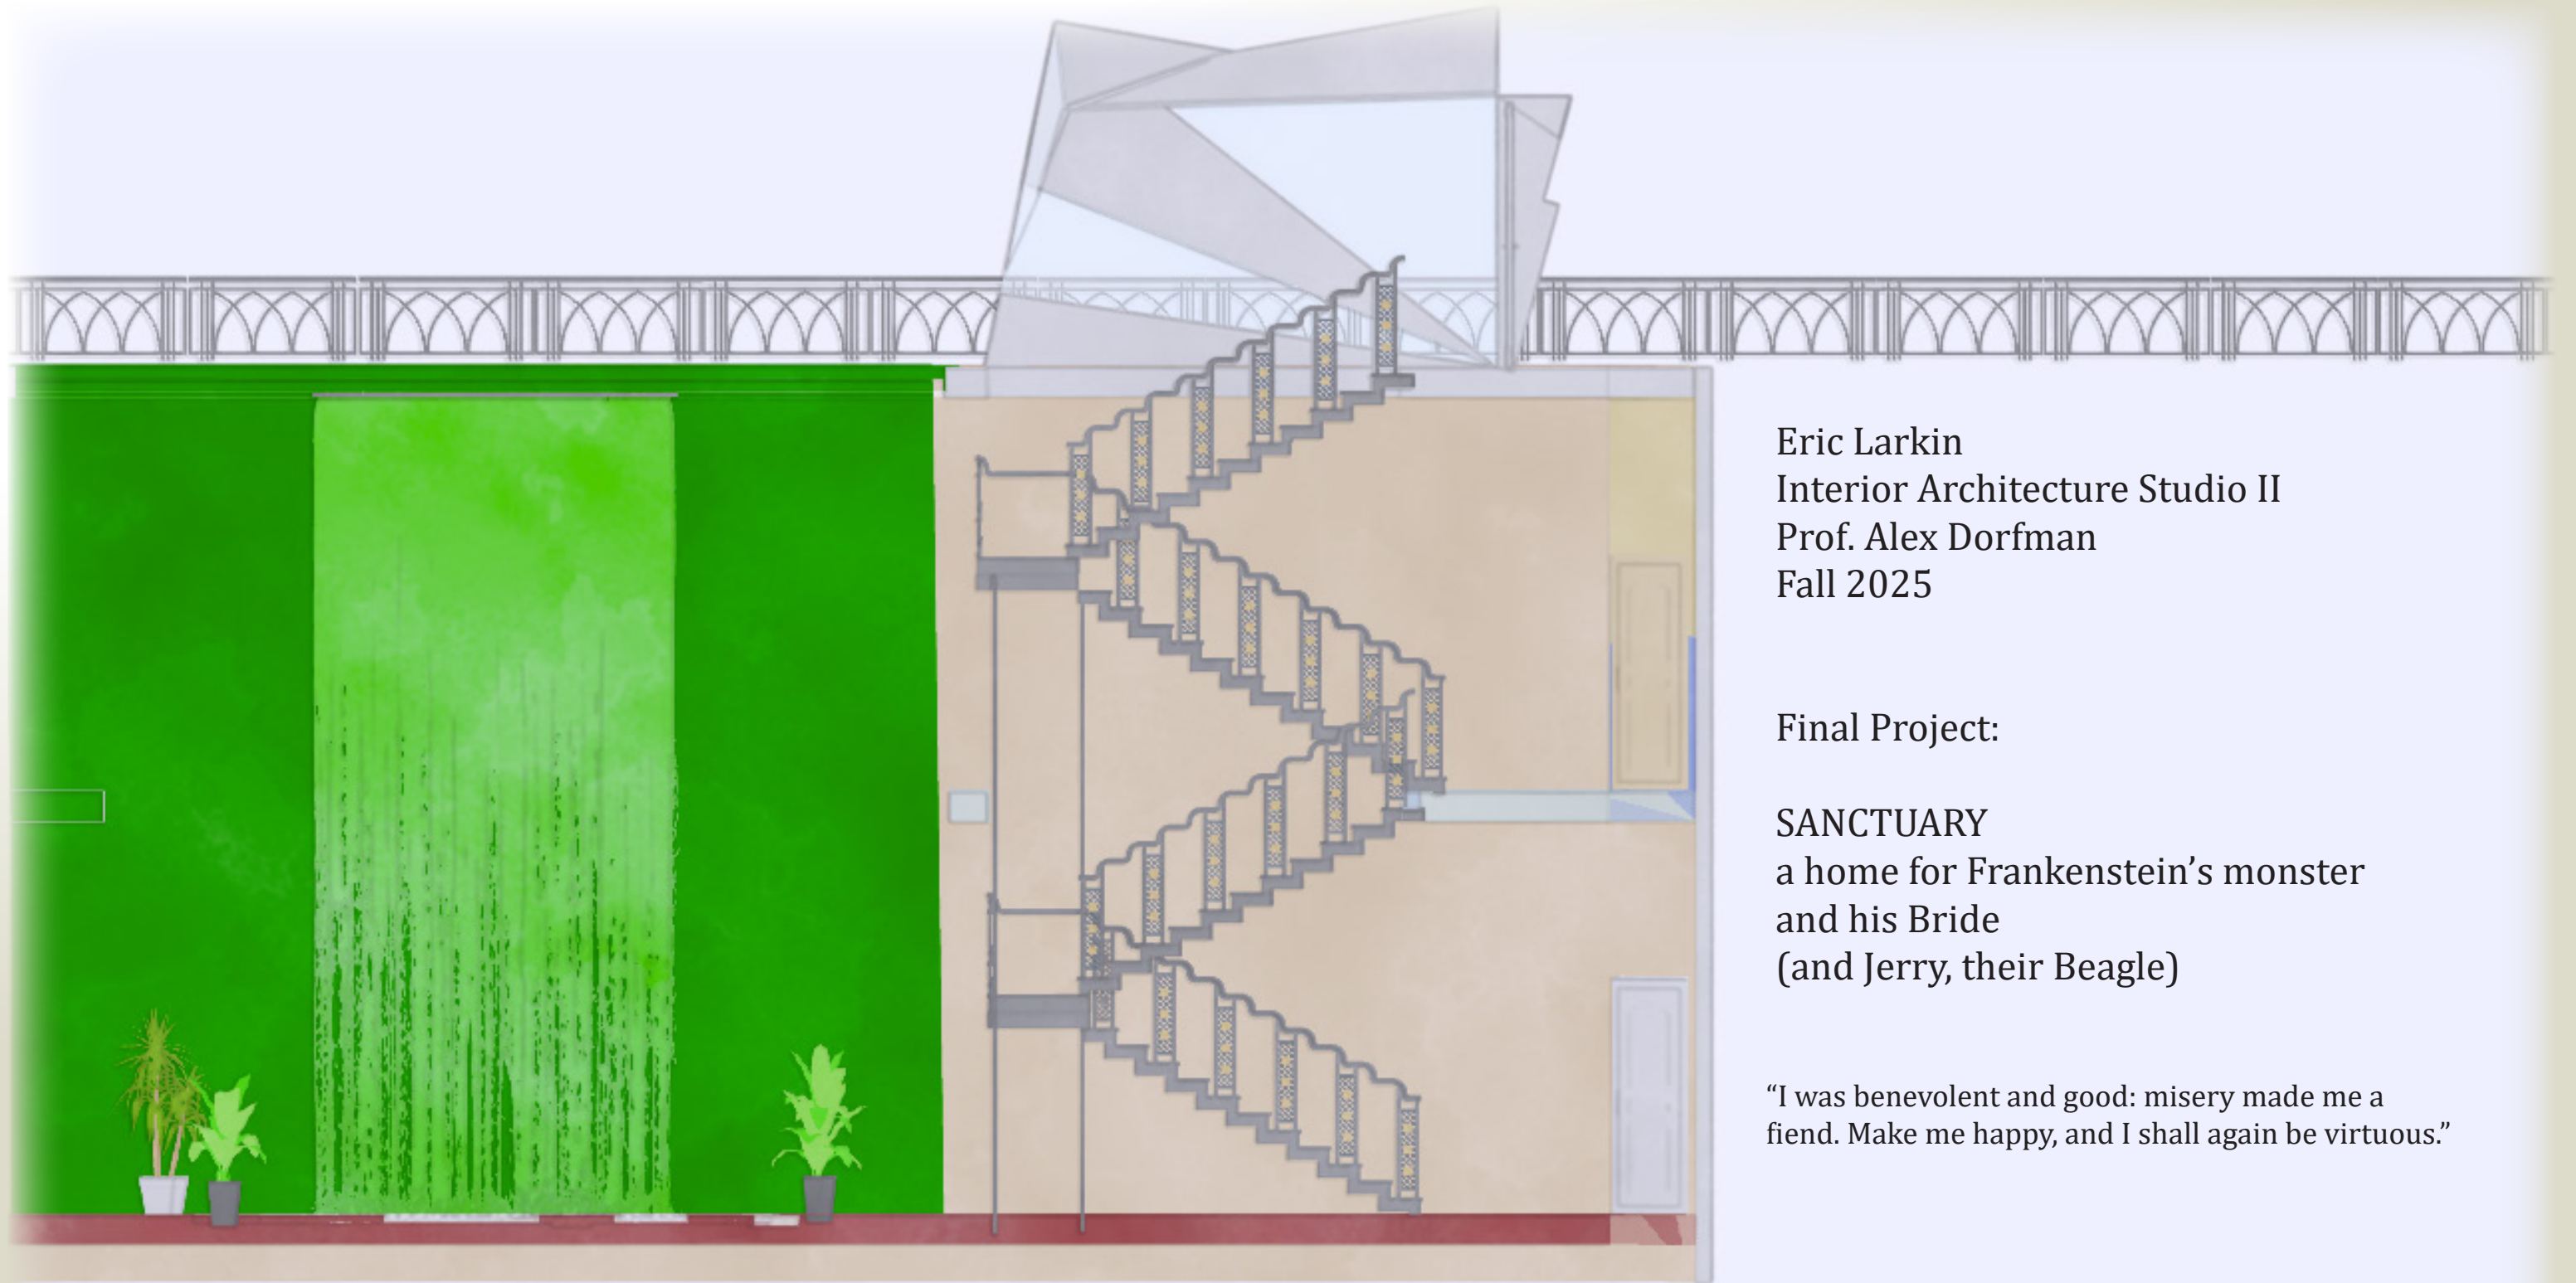 Eric Larkin
Interior Architecture Studio II
Prof. Alex Dorfman
Fall 2025
Final Project:
SANCTUARY
a home for Frankenstein’s monster
and his Bride
(and Jerry, their Beagle)
“I was benevolent and good: misery made me a
fiend. Make me happy, and I shall again be virtuous.”